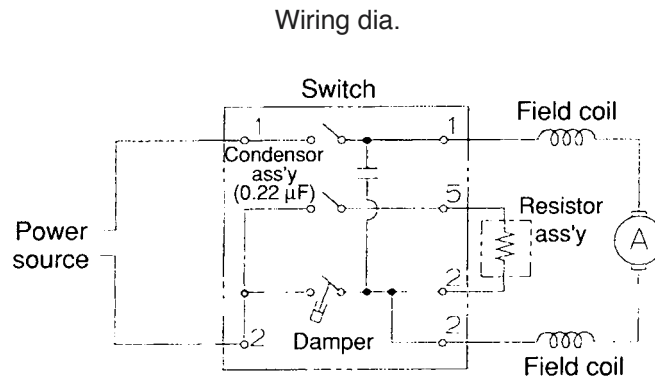 Wiring dia.
Switch
1
1
Field coil
Condensor
ass'y
(0.22 µF)
5
Resistor
ass'y
Power
source
A
2
2
2
Damper
Field coil